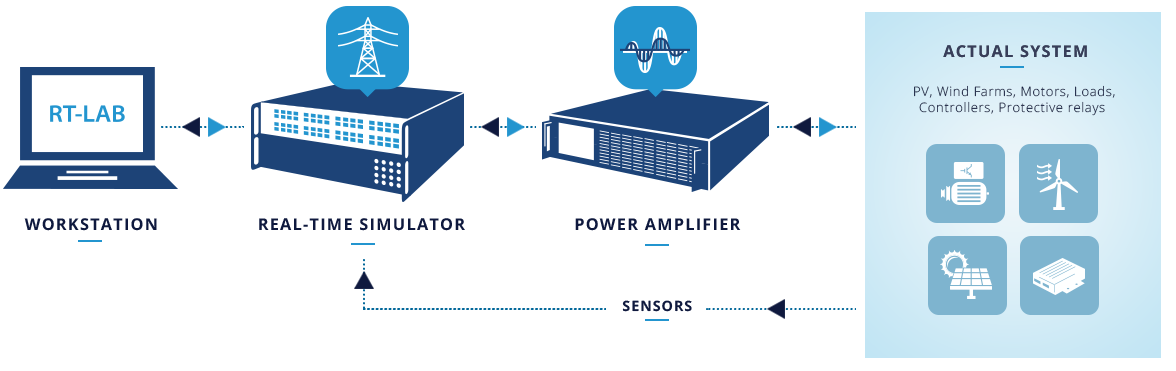 RT-LAB
WORKSTATION
REAL-TIME SIMULATOR
POWER AMPLIFIER
SENSORS
ACTUAL SYSTEM
PV, Wind Farms, Motors, Loads,
Controllers, Protective relays